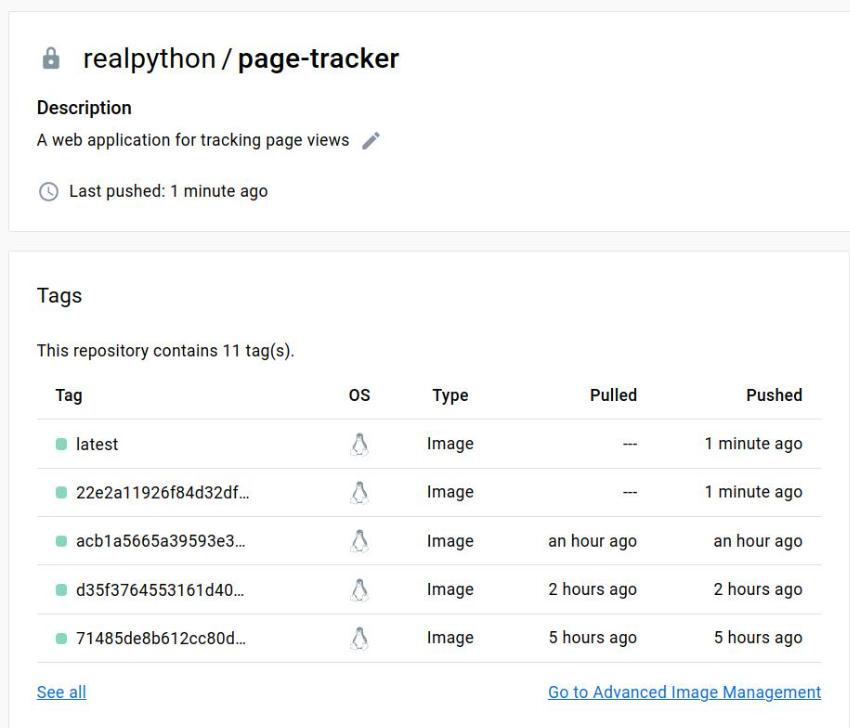 realpython / page-tracker
Description
A web application for tracking page views
Last pushed: 1 minute ago
Tags
This repository contains 11 tag(s).
Tag OS Type Pulled Pushed
latest Image --- 1 minute ago
22e2a11926f84d32df... Image --- 1 minute ago
acb1a5665a39593e3... Image an hour ago an hour ago
d35f3764553161d40... Image 2 hours ago 2 hours ago
71485de8b612cc80d... Image 5 hours ago 5 hours ago
See all Go to Advanced Image Management